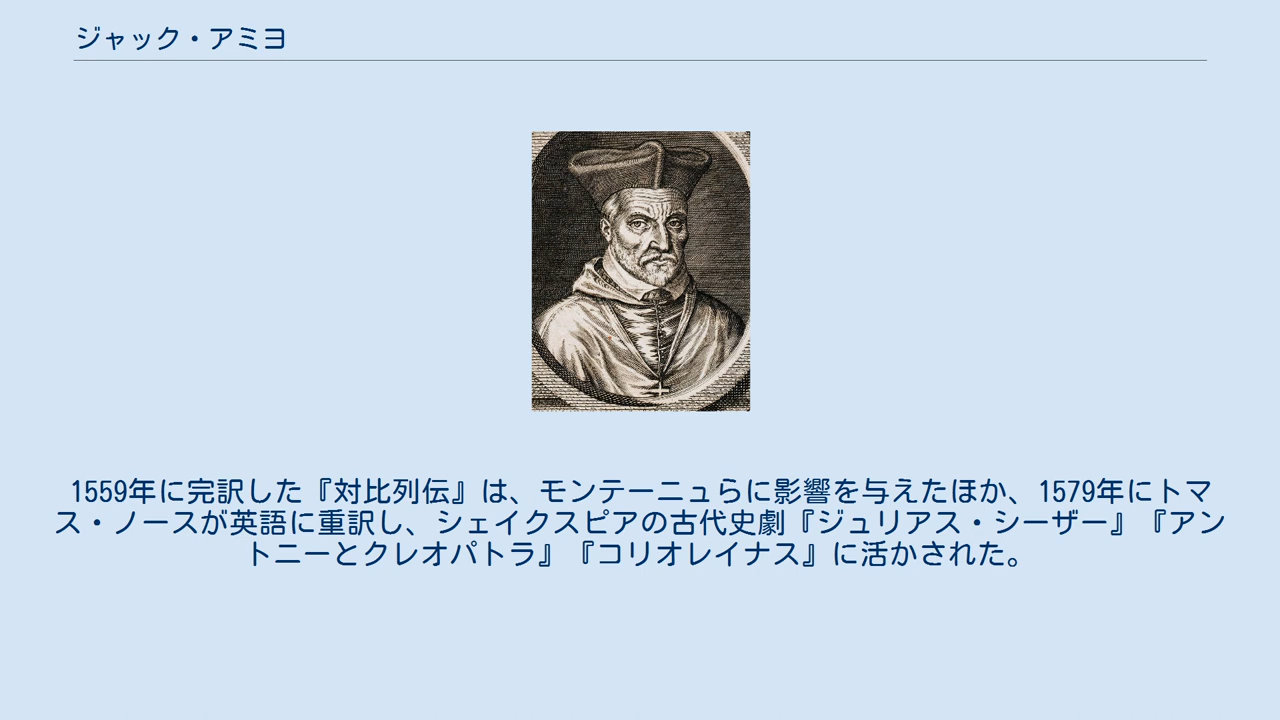 ジャック・アミヨ
1559年に完訳した『対比列伝』は、モンテーニュらに影響を与えたほか、1579年にトマ
ス・ノースが英語に重訳し、シェイクスピアの古代史劇『ジュリアス・シーザー』『アン
トニーとクレオパトラ』『コリオレイナス』に活かされた。